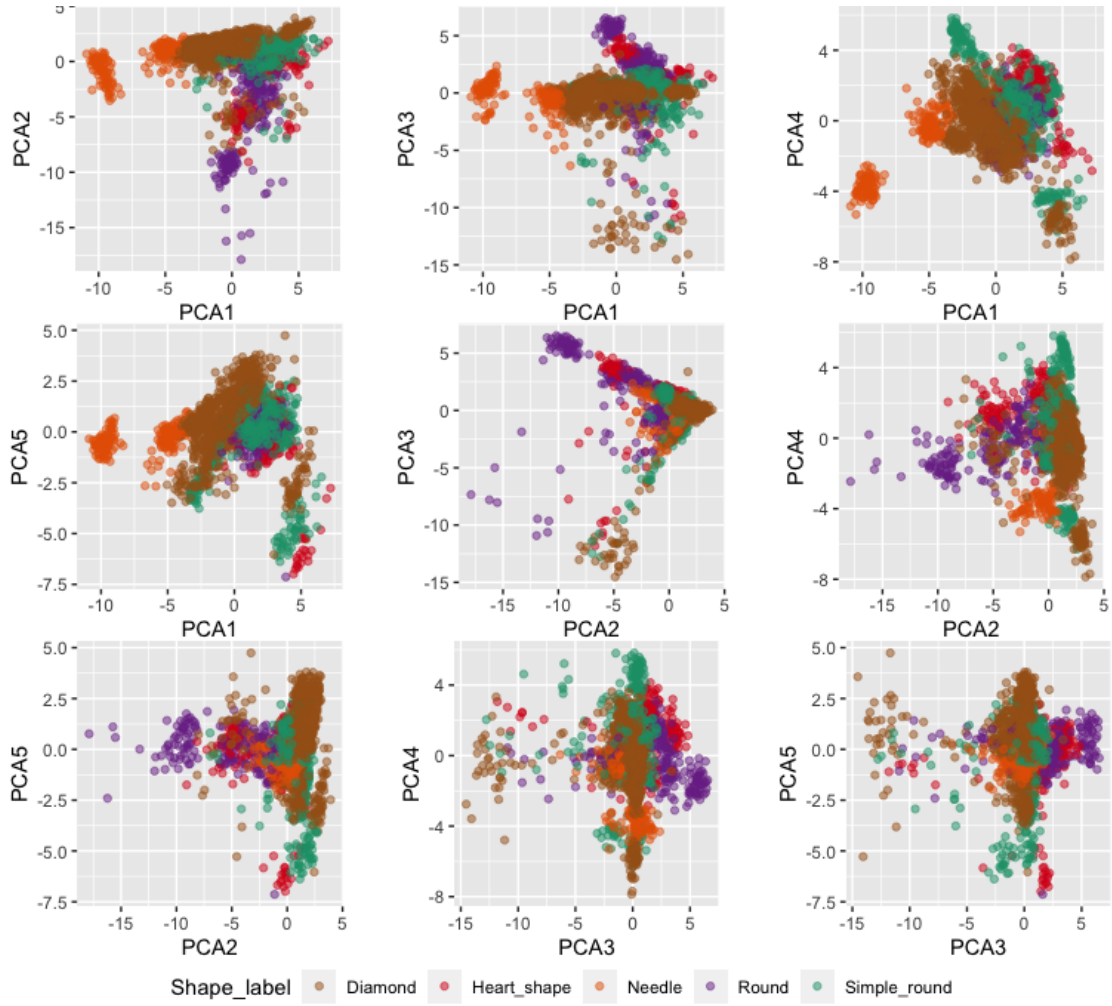 5
0
-5
-10
-15
PCA2
-10 -5 0 5
PCA1
5
0
-5
-10
-15
PCA3
-10 -5 0 5
PCA1
4
0
-4
-8
PCA4
-10 -5 0 5
PCA1
5.0
2.5
0.0
-2.5
-5.0
-7.5
PCA5
-10 -5 0 5
PCA1
5
0
-5
-10
-15
PCA3
-15 -10 -5 0
PCA2
4
0
-4
-8
PCA4
-15 -10 -5 0 5
PCA2
5.0
2.5
0.0
-2.5
-5.0
-7.5
PCA5
-15 -10 -5 0 5
PCA2
4
0
-4
-8
PCA4
-15 -10 -5 0 5
PCA3
5.0
2.5
0.0
-2.5
-5.0
-7.5
PCA5
-15 -10 -5 0 5
PCA3
Shape_label Diamond Heart_shape Needle Round Simple_round